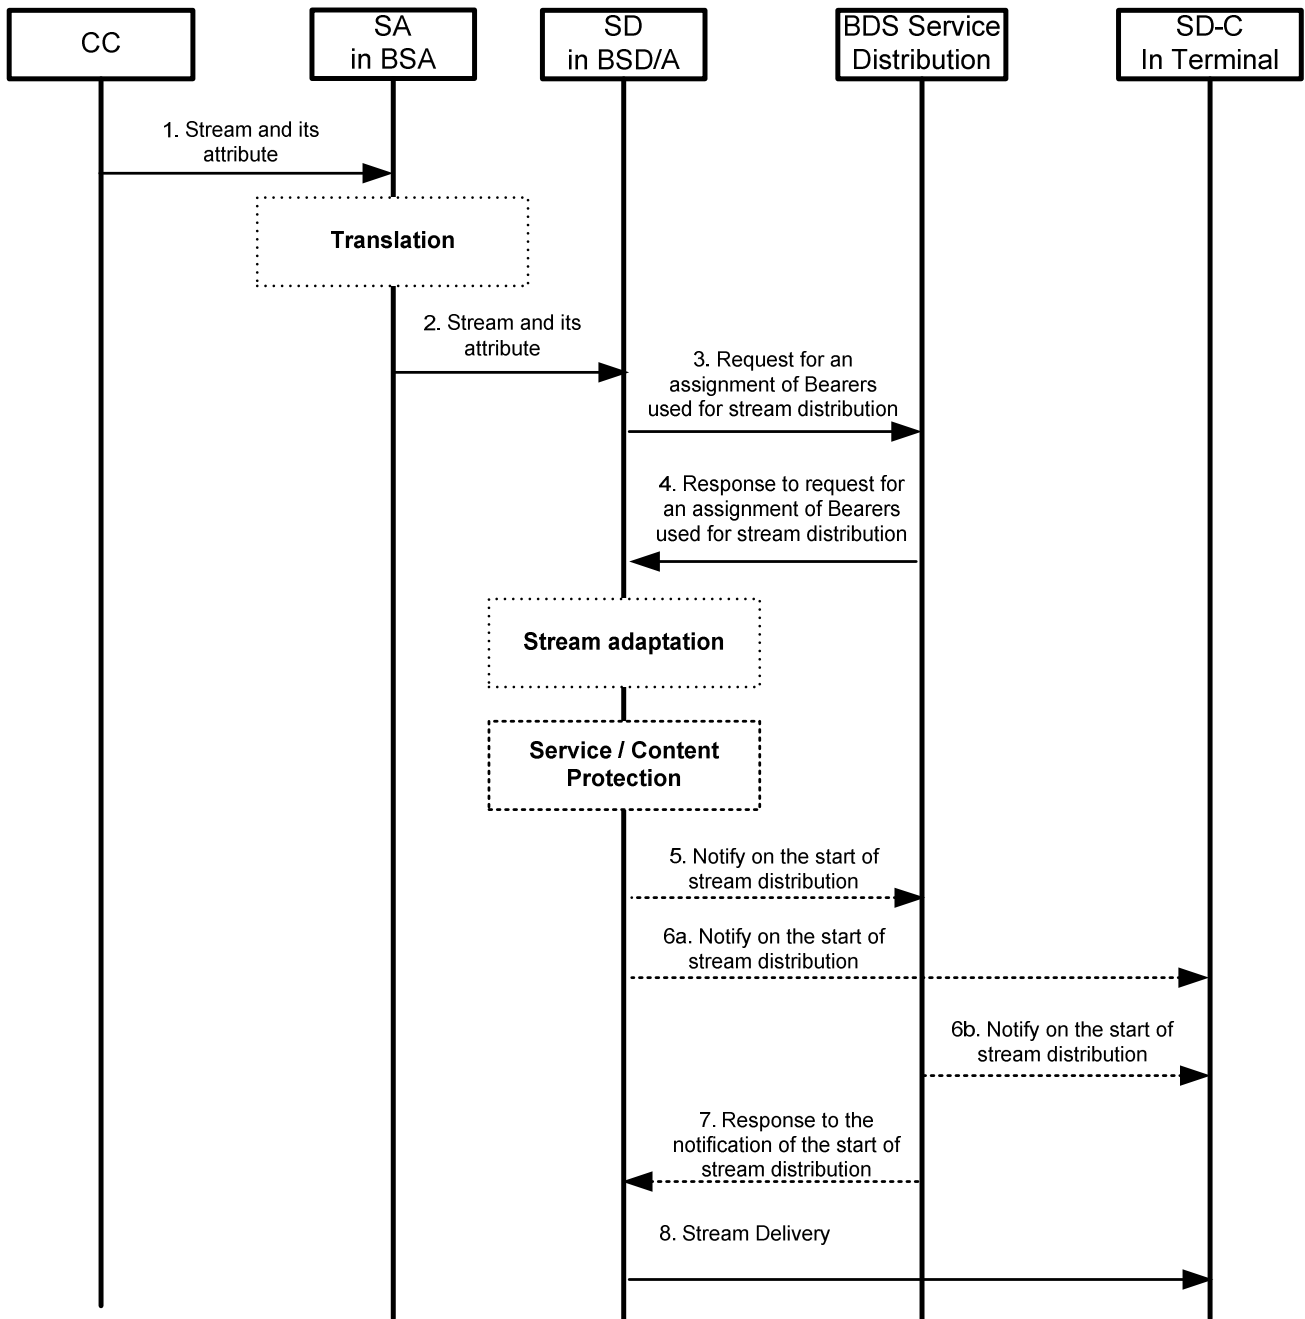 CC
SA
in BSA
SD
in BSD/A
BDS Service
Distribution
SD-C
In Terminal
1. Stream and its
attribute
Translation
2. Stream and its
attribute
3. Request for an
assignment of Bearers
used for stream distribution
4. Response to request for
an assignment of Bearers
used for stream distribution
Stream adaptation
Service / Content
Protection
5. Notify on the start of
stream distribution
6a. Notify on the start of
stream distribution
6b. Notify on the start of
stream distribution
7. Response to the
notification of the start of
stream distribution
8. Stream Delivery